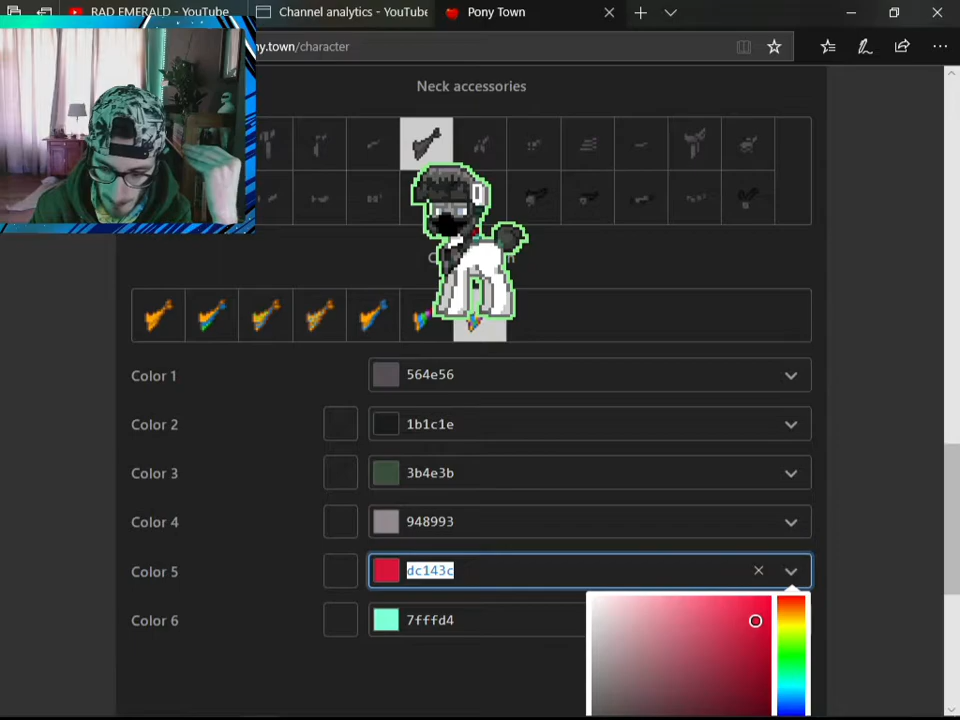 RAD EMERALD - YouTube
Channel analytics - YouTube
Pony Town
ny.town/character
Neck accessories
Color 1
564e56
Color 2
1b1c1e
Color 3
3b4e3b
Color 4
948993
Color 5
dc143c
Color 6
7fffd4